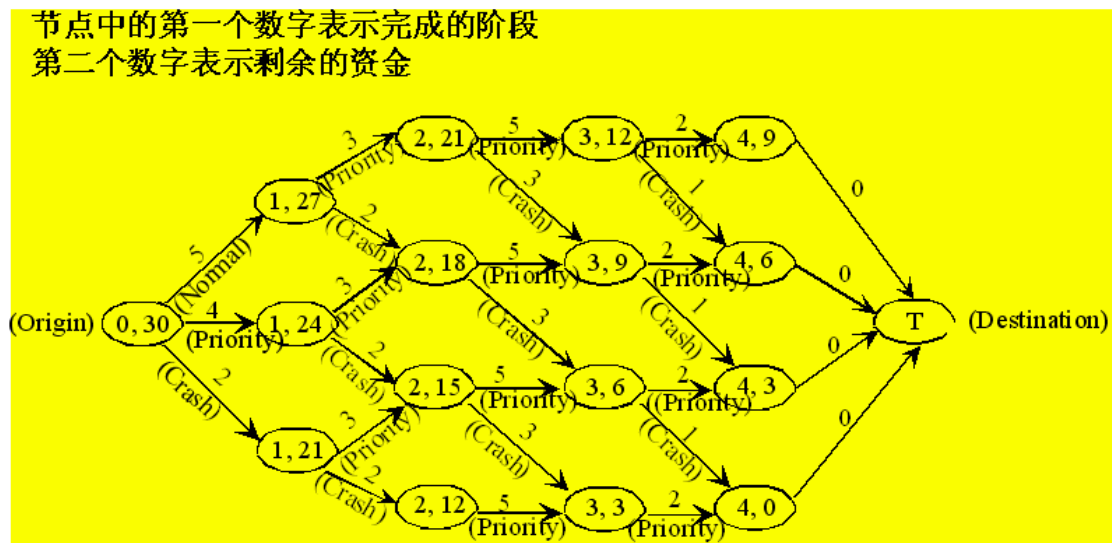 节点中的第一个数字表示完成的阶段
第二个数字表示剩余的资金
2, 21
5
(Priority)
3, 12
2
(Priority)
4, 9
3
(Priority)
1, 27
3
(Crash)
1
(Crash)
0
2
(Crash)
5
(Normal)
2, 18
5
(Priority)
3, 9
2
(Priority)
4, 6
0
3
(Priority)
(Origin)
0, 30
4
(Priority)
1, 24
3
(Crash)
1
(Crash)
T
(Destination)
2
(Crash)
0
2
(Crash)
2, 15
5
(Priority)
3, 6
2
((Priority)
4, 3
3
(Priority)
1, 21
3
(Crash)
1
(Crash)
0
2
(Crash)
2, 12
5
(Priority)
3, 3
2
(Priority)
4, 0